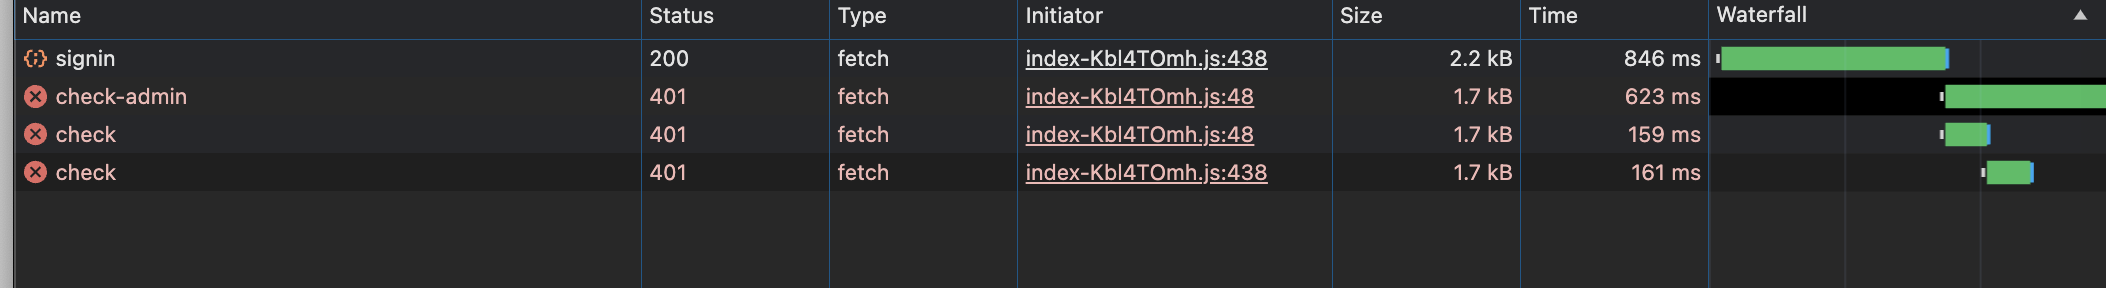 Name Status Type Initiator Size Time Waterfall
signin 200 fetch index-Kbl4TOmh.js:438 2.2 kB 846 ms
check-admin 401 fetch index-Kbl4TOmh.js:48 1.7 kB 623 ms
check 401 fetch index-Kbl4TOmh.js:48 1.7 kB 159 ms
check 401 fetch index-Kbl4TOmh.js:438 1.7 kB 161 ms